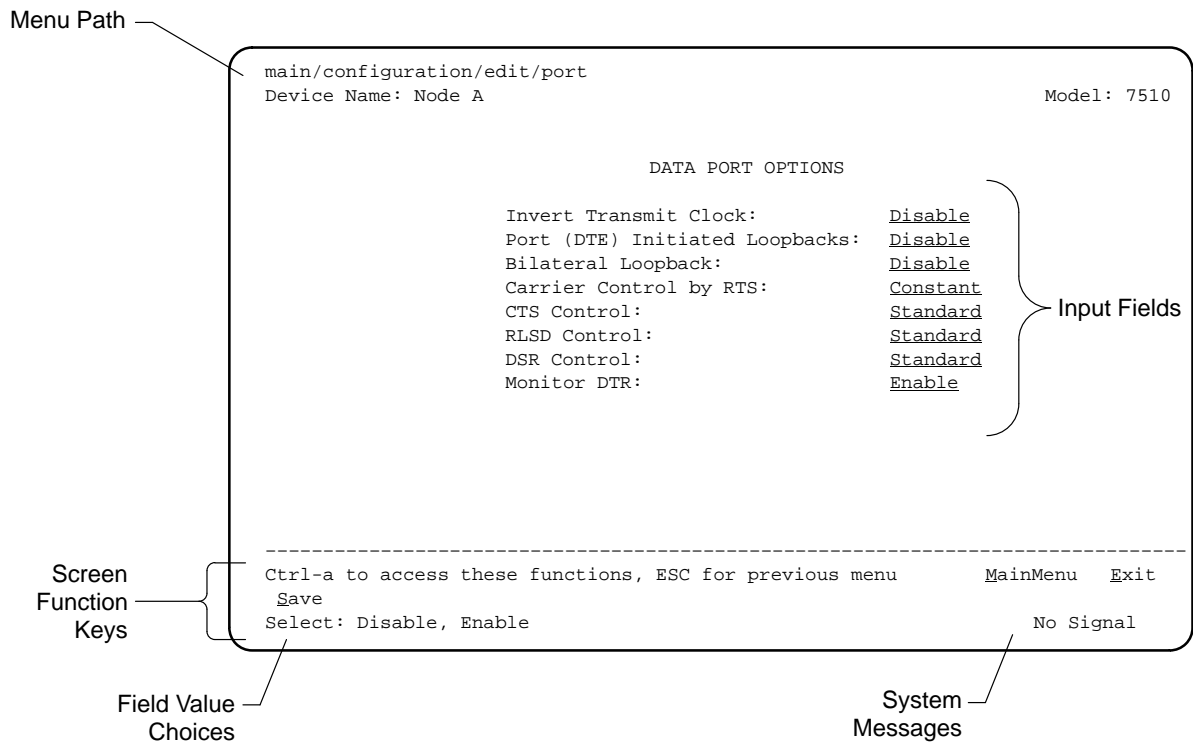 Menu Path
main/configuration/edit/port
Device Name: Node A Model: 7510
DATA PORT OPTIONS
Invert Transmit Clock: Disable
Port (DTE) Initiated Loopbacks: Disable
Bilateral Loopback: Disable
Carrier Control by RTS: Constant
CTS Control: Standard
RLSD Control: Standard
DSR Control: Standard
Monitor DTR: Enable
Input Fields
--------------------------------------------------------------------------------
Screen
Function
Keys
Ctrl-a to access these functions, ESC for previous menu MainMenu Exit
Save
Select: Disable, Enable No Signal
Field Value
Choices
System
Messages